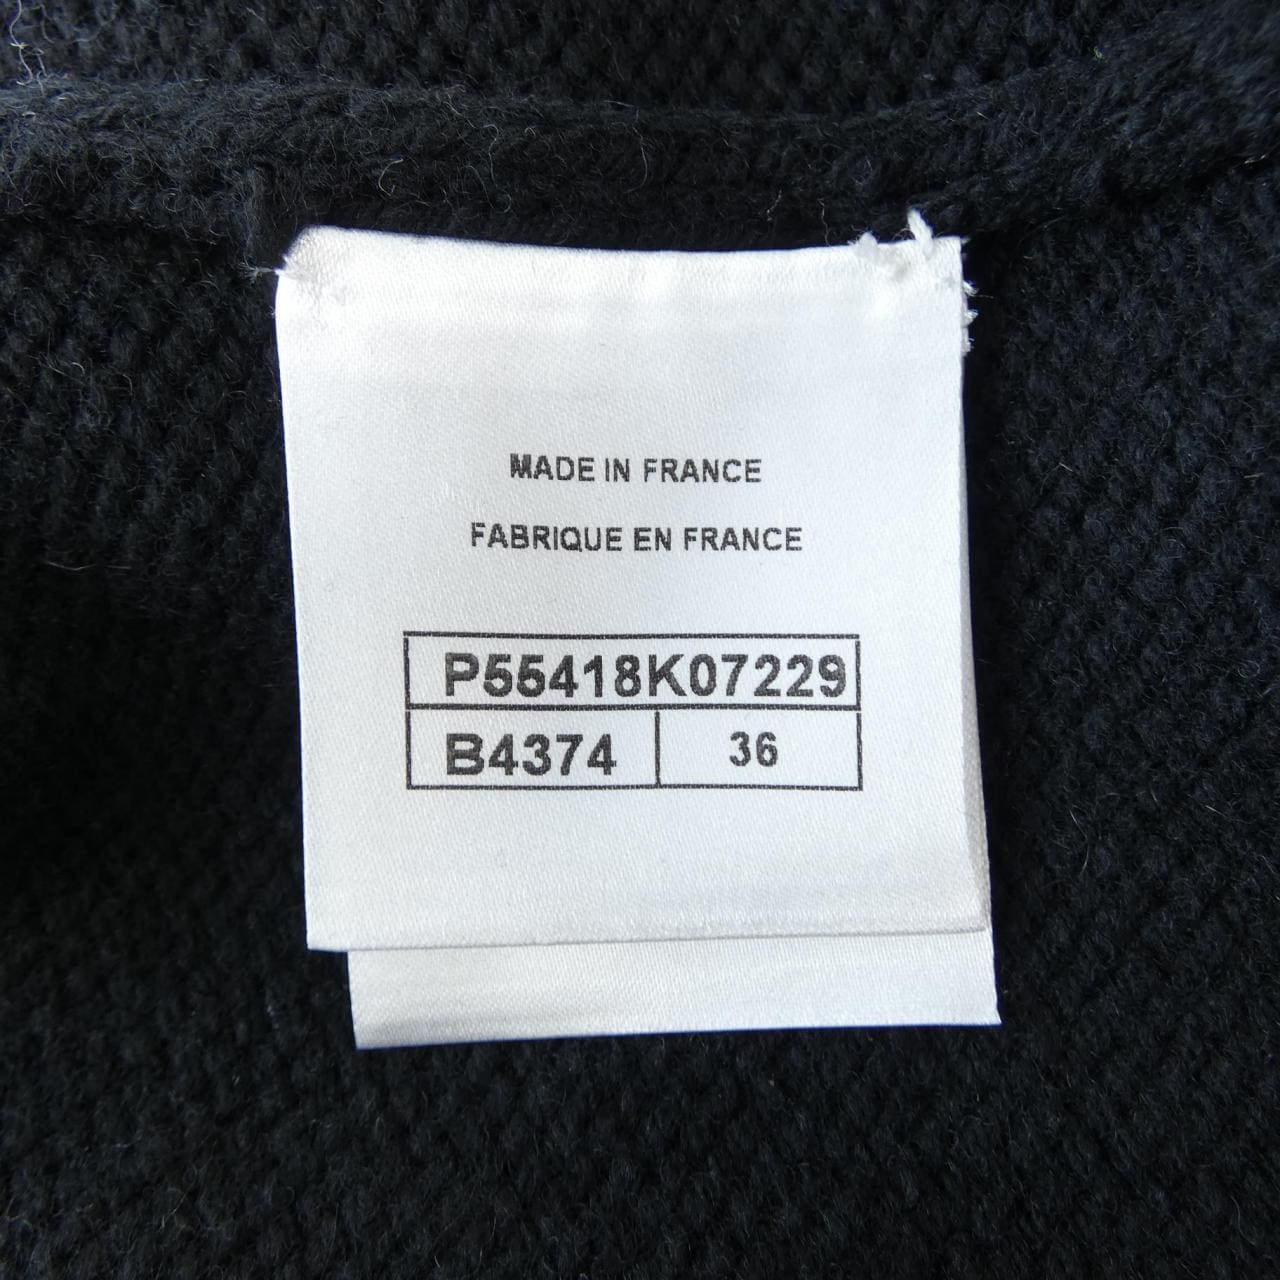 MADE IN FRANCE
FABRIQUE EN FRANCE
P55418K07229
B4374 36